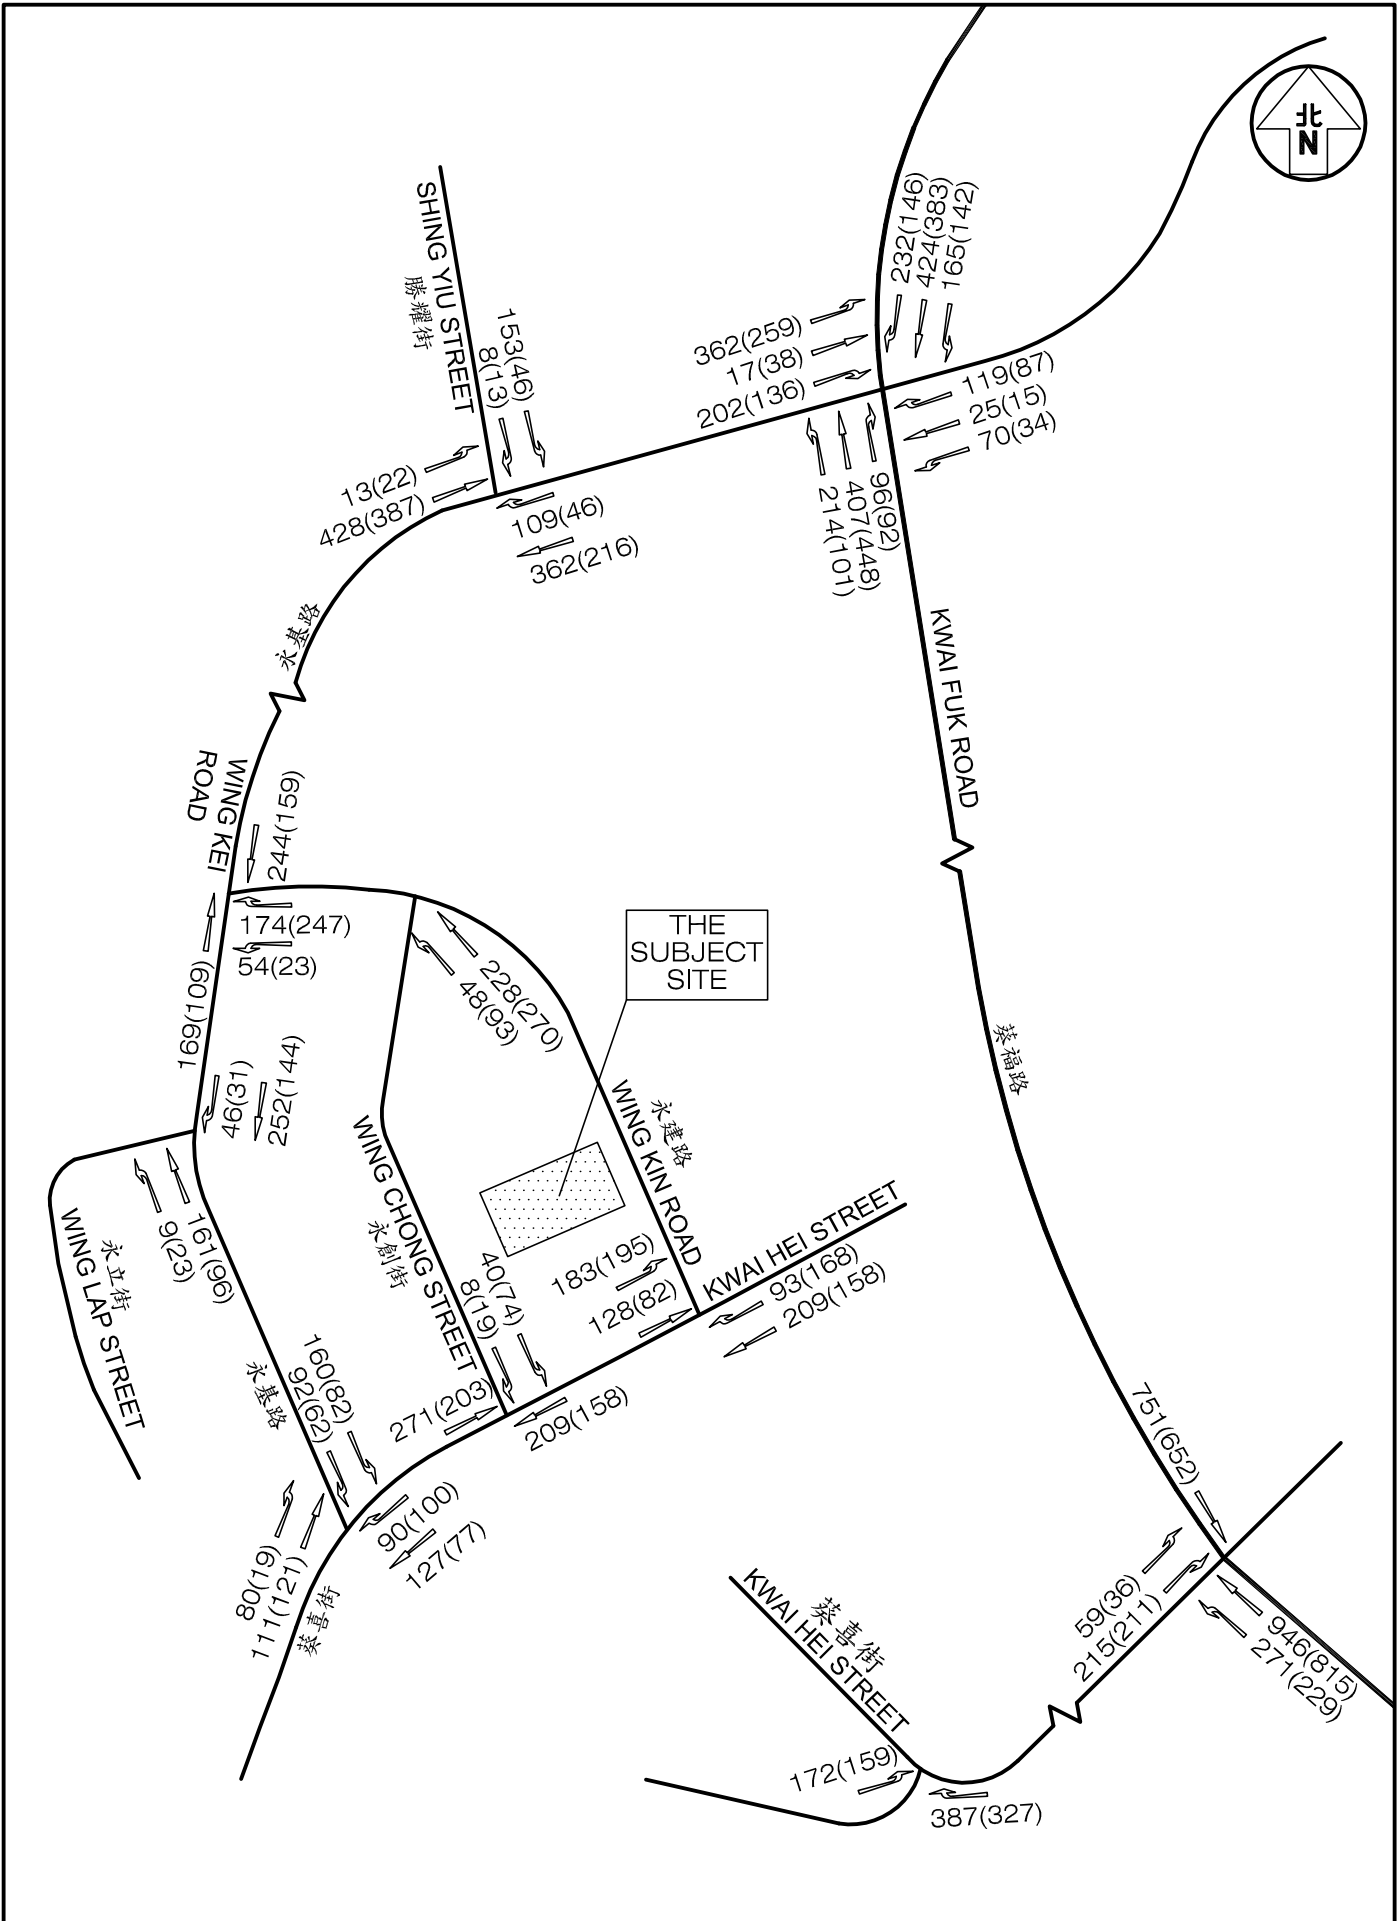 北
N
232(146)
424(383)
165(142)
SHING YIU STREET
勝耀街
153(46)
8(13)
362(259)
17(38)
202(136)
119(87)
25(15)
70(34)
13(22)
428(387)
109(46)
362(216)
96(92)
407(448)
214(101)
永基路
KWAI FUK ROAD
WING KEI
ROAD
244(159)
174(247)
54(23)
THE
SUBJECT
SITE
228(270)
48(93)
169(109)
葵福路
46(31)
252(144)
WING CHONG STREET
永創街
永建路
WING KIN ROAD
161(96)
9(23)
永立街
WING LAP STREET
KWAI HEI STREET
183(195)
128(82)
93(168)
209(158)
40(74)
8(19)
160(82)
92(62)
永基路
271(203)
209(158)
751(652)
90(100)
127(77)
80(19)
111(121)
葵喜街
59(36)
215(211)
946(815)
271(229)
葵喜街
KWAI HEI STREET
172(159)
387(327)